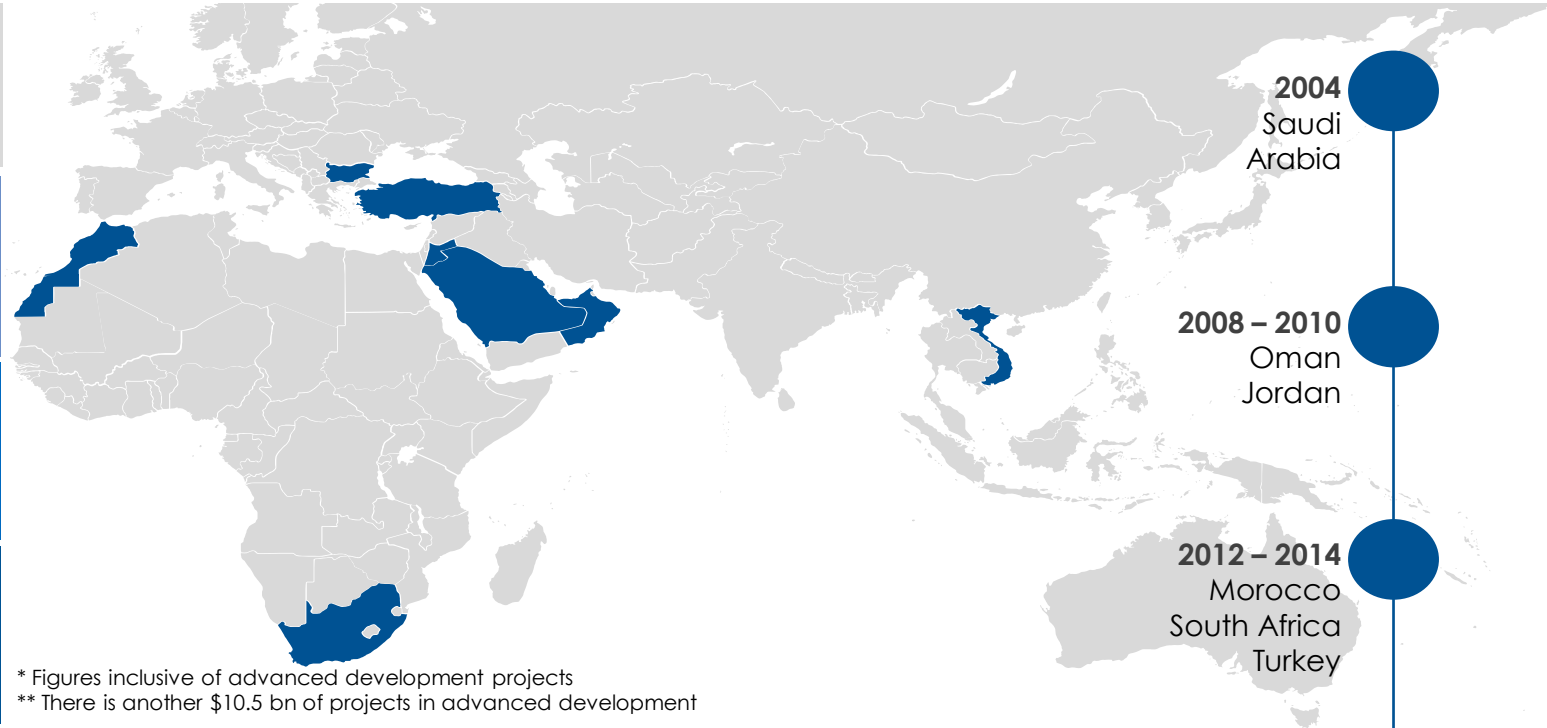 2004
Saudi
Arabia
2008 – 2010
Oman
Jordan
2012 – 2014
Morocco
South Africa
Turkey
* Figures inclusive of advanced development projects
** There is another $10.5 bn of projects in advanced development